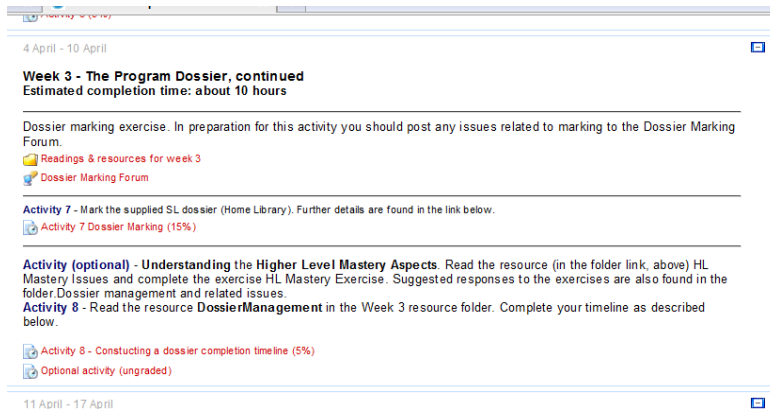 4 April - 10 April
Week 3 - The Program Dossier, continued
Estimated completion time: about 10 hours
Dossier marking exercise. In preparation for this activity you should post any issues related to marking to the Dossier Marking
Forum.
Readings & resources for week 3
Dossier Marking Forum
Activity 7 - Mark the supplied SL dossier (Home Library). Further details are found in the link below.
Activity 7 Dossier Marking (15%)
Activity (optional) - Understanding the Higher Level Mastery Aspects. Read the resource (in the folder link, above) HL
Mastery Issues and complete the exercise HL Mastery Exercise. Suggested responses to the exercises are also found in the
folder.Dossier management and related issues.
Activity 8 - Read the resource DossierManagement in the Week 3 resource folder. Complete your timeline as described
below.
Activity 8 - Constucting a dossier completion timeline (5%)
Optional activity (ungraded)
11 April - 17 April